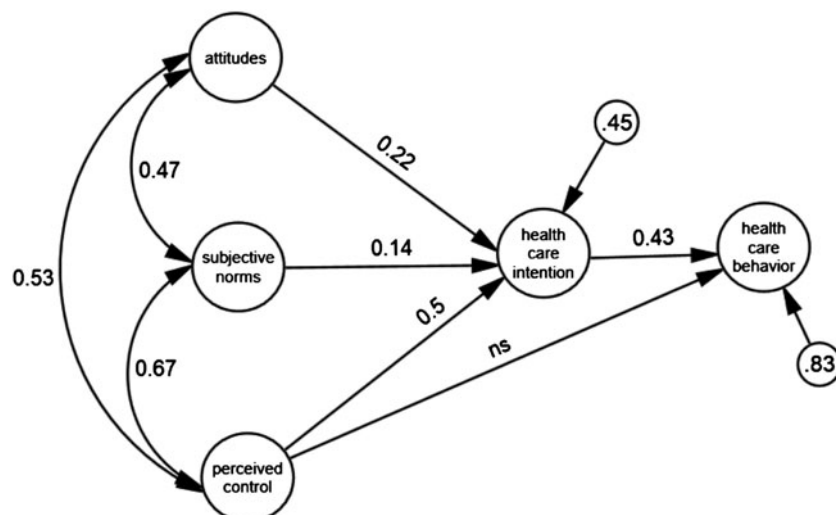 attitudes
.45
0.22
0.47
health
care
intention
0.43
health
care
behavior
subjective
norms
0.14
0.53
0.5
ns
0.67
.83
perceived
control